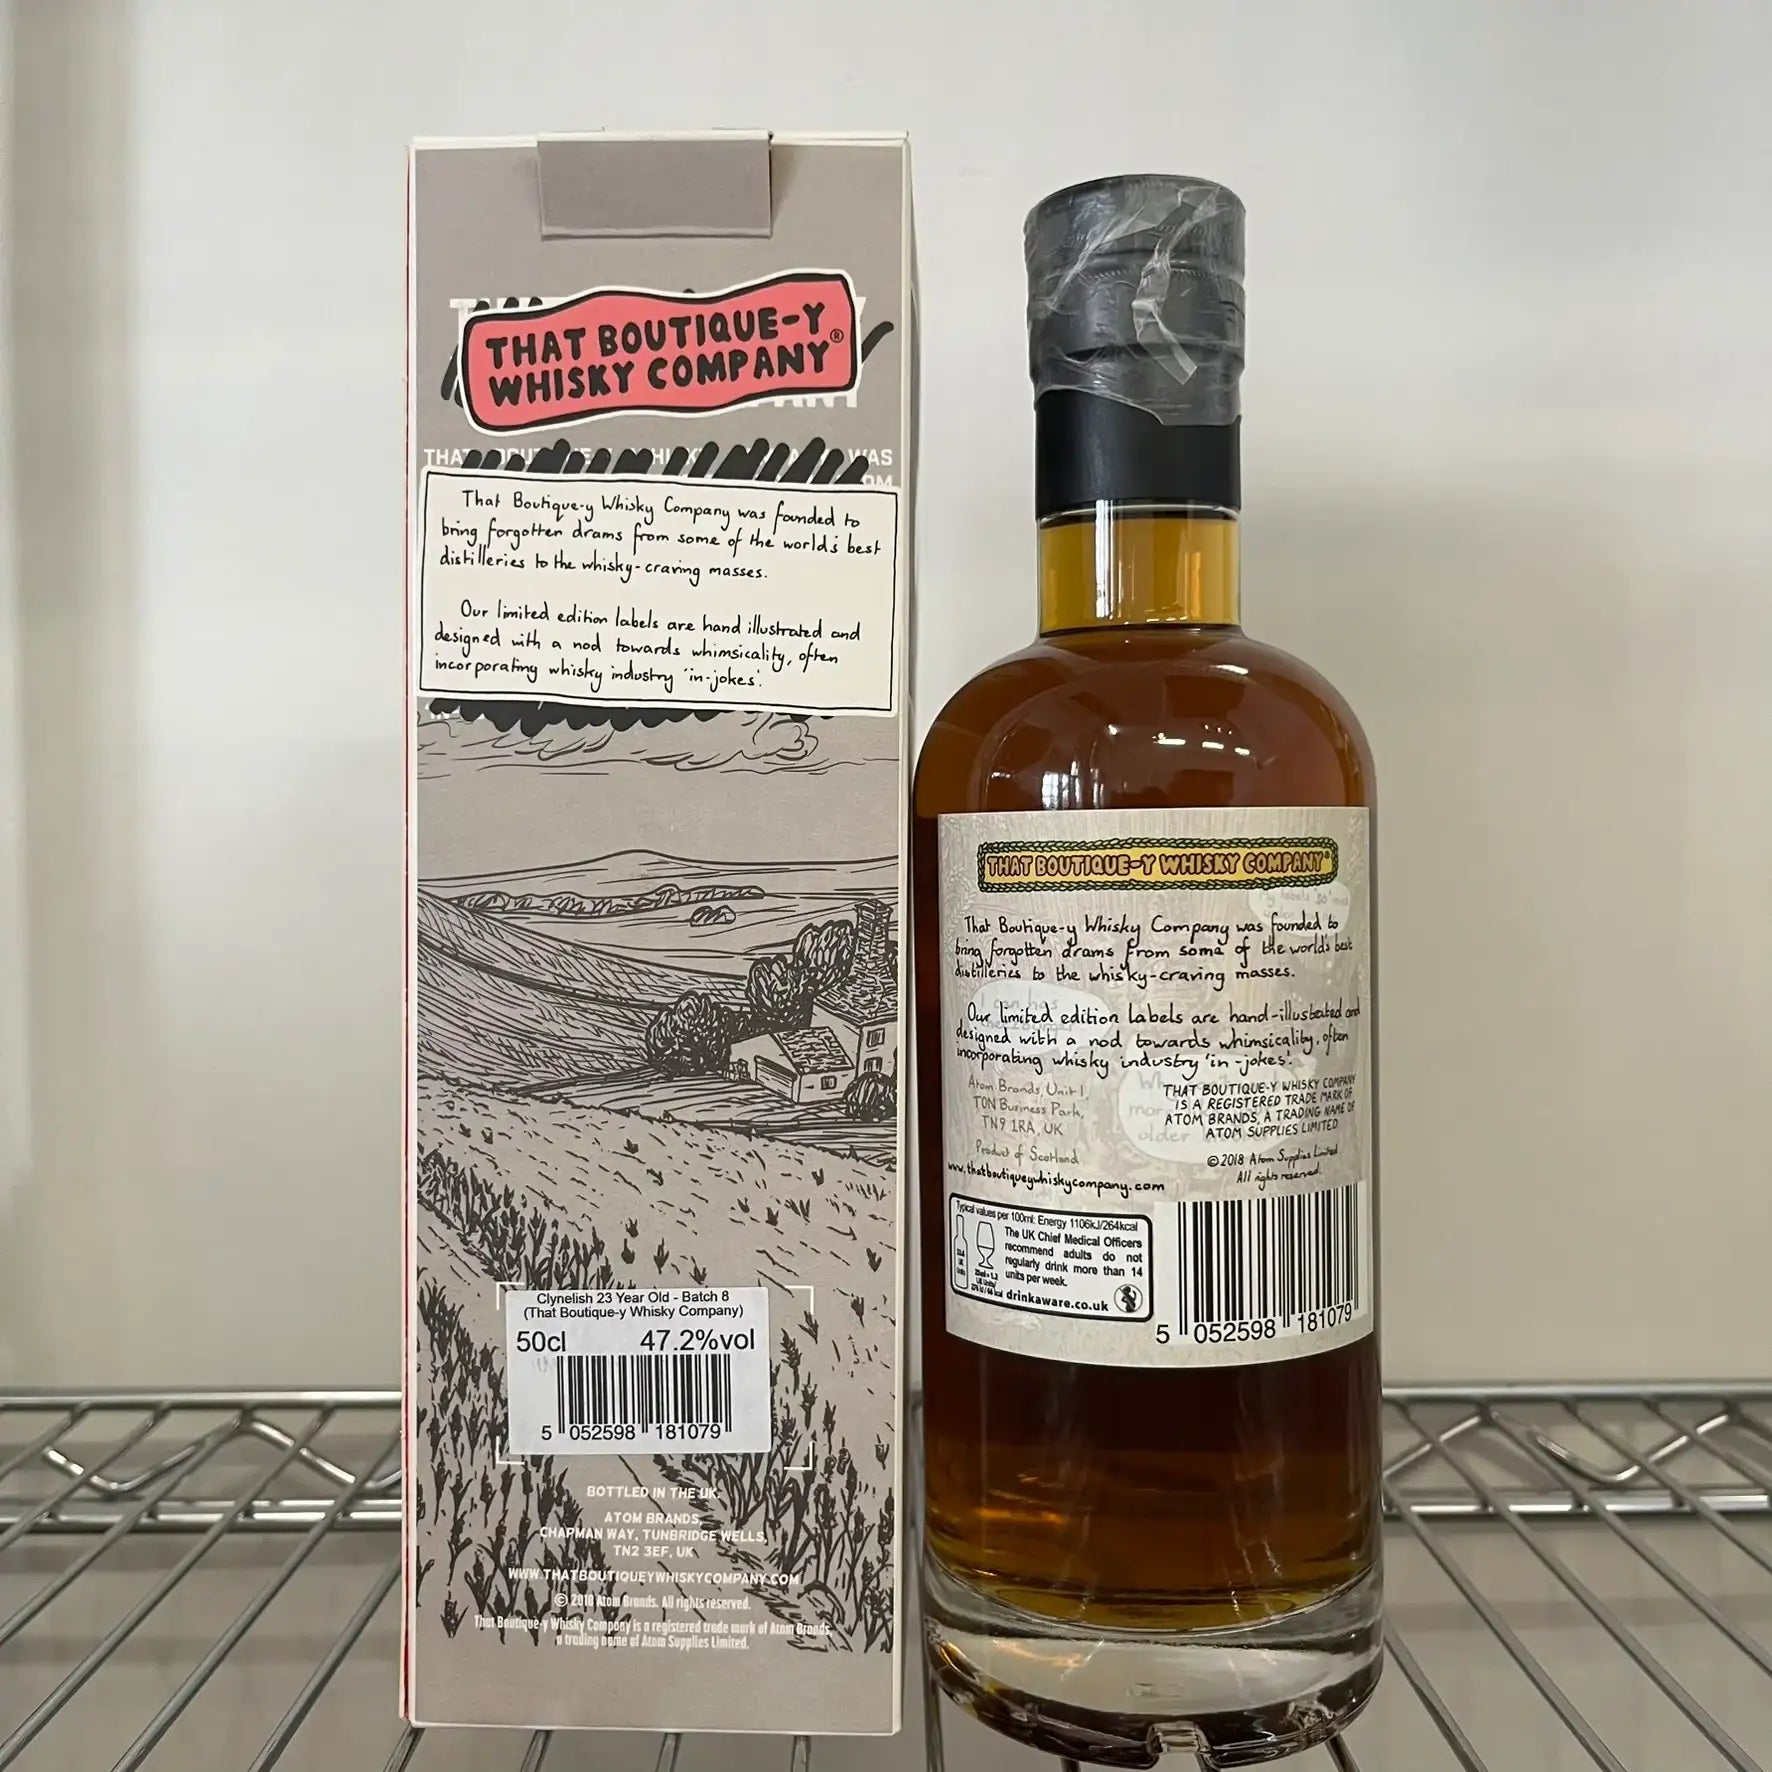 THAT BOUTIQUE-Y
WHISKY COMPANY®
WAS
That Boutique-y Whisky Company was founded to
bring forgotten drams from some of the world's best
distilleries to the whisky-craving masses.
Our limited edition labels are hand illustrated and
designed with a nod towards whimsicality, often
incorporating whisky industry 'in-jokes'.
Clynelish 23 Year Old - Batch 8
(That Boutique-y Whisky Company)
50cl 47.2%vol
5 052598 181079
BOTTLED IN THE UK.
ATOM BRANDS,
CHAPMAN WAY, TUNBRIDGE WELLS,
TN2 3EF, UK
WWW.THATBOUTIQUEYWHISKYCOMPANY.COM
© 2018 Atom Brands. All rights reserved.
That Boutique-y Whisky Company is a registered trade mark of Atom Brands,
a trading name of Atom Supplies Limited.
THAT BOUTIQUE-Y WHISKY COMPANY®
That Boutique-y Whisky Company was founded to
bring forgotten drams from some of the world's best
distilleries to the whisky-craving masses.
Our limited edition labels are hand-illustrated and
designed with a nod towards whimsicality, often
incorporating whisky industry 'in-jokes'.
Atom Brands, Unit 1,
TON Business Park,
TN9 1RA, UK
Product of Scotland
www.thatboutiqueywhiskycompany.com
THAT BOUTIQUE-Y WHISKY COMPANY
IS A REGISTERED TRADE MARK OF
ATOM BRANDS, A TRADING NAME OF
ATOM SUPPLIES LIMITED
©2018 Atom Supplies Limited
All rights reserved.
Typical values per 100ml: Energy 1106kJ/264kcal
The UK Chief Medical Officers
recommend adults do not
regularly drink more than 14
units per week.
drinkaware.co.uk
5 052598 181079